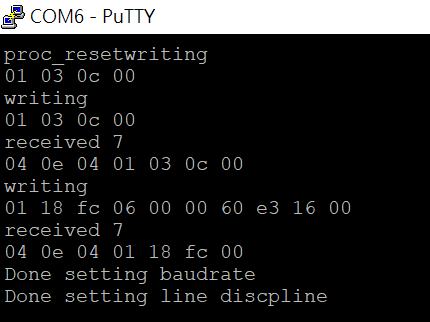 COM6 - PuTTY
proc_resetwriting
01 03 0c 00
writing
01 03 0c 00
received 7
04 0e 04 01 03 0c 00
writing
01 18 fc 06 00 00 60 e3 16 00
received 7
04 0e 04 01 18 fc 00
Done setting baudrate
Done setting line discpline